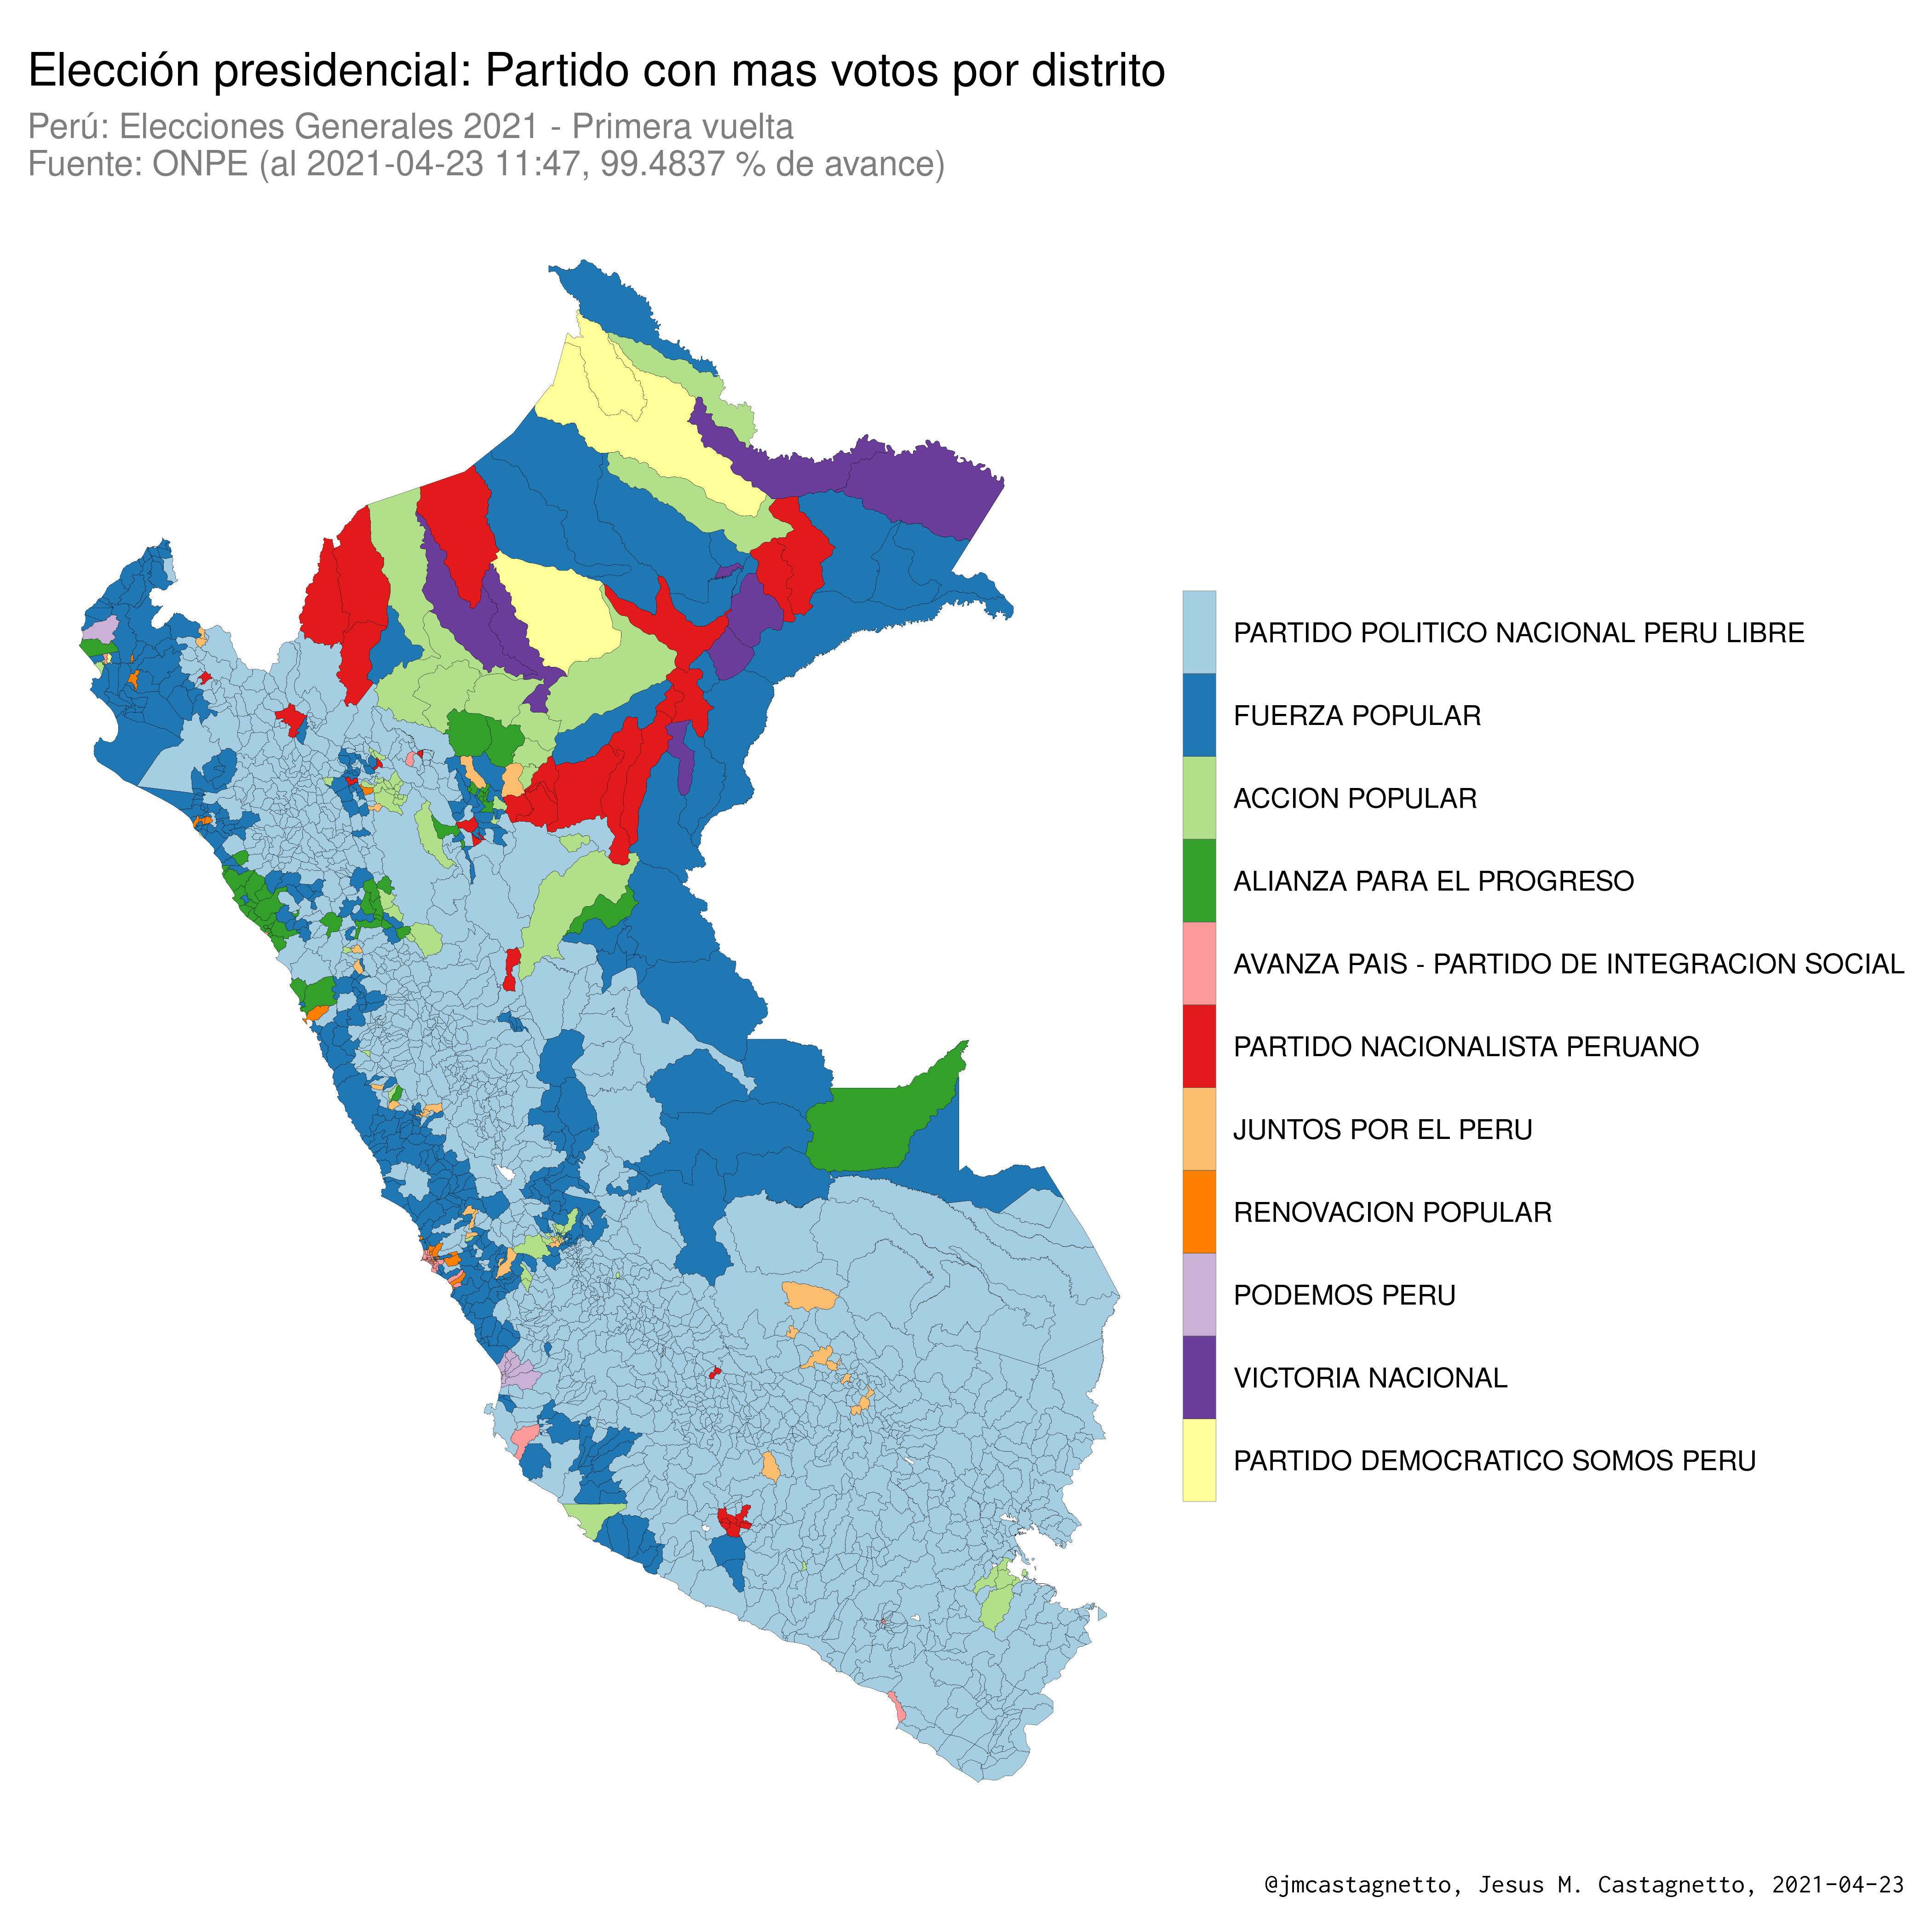 Elección presidencial: Partido con mas votos por distrito
Perú: Elecciones Generales 2021 - Primera vuelta
Fuente: ONPE (al 2021-04-23 11:47, 99.4837 % de avance)
PARTIDO POLITICO NACIONAL PERU LIBRE
FUERZA POPULAR
ACCION POPULAR
ALIANZA PARA EL PROGRESO
AVANZA PAIS - PARTIDO DE INTEGRACION SOCIAL
PARTIDO NACIONALISTA PERUANO
JUNTOS POR EL PERU
RENOVACION POPULAR
PODEMOS PERU
VICTORIA NACIONAL
PARTIDO DEMOCRATICO SOMOS PERU
@jmcastagnetto, Jesus M. Castagnetto, 2021-04-23